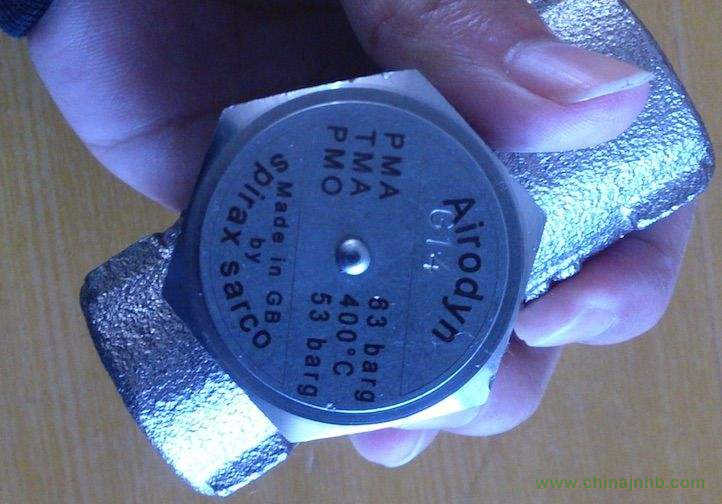 Airodyn
G14
PMA 63 barg
TMA 400°C
PMO 53 barg
Made in GB
by
spirax sarco
www.chinajnhb.com